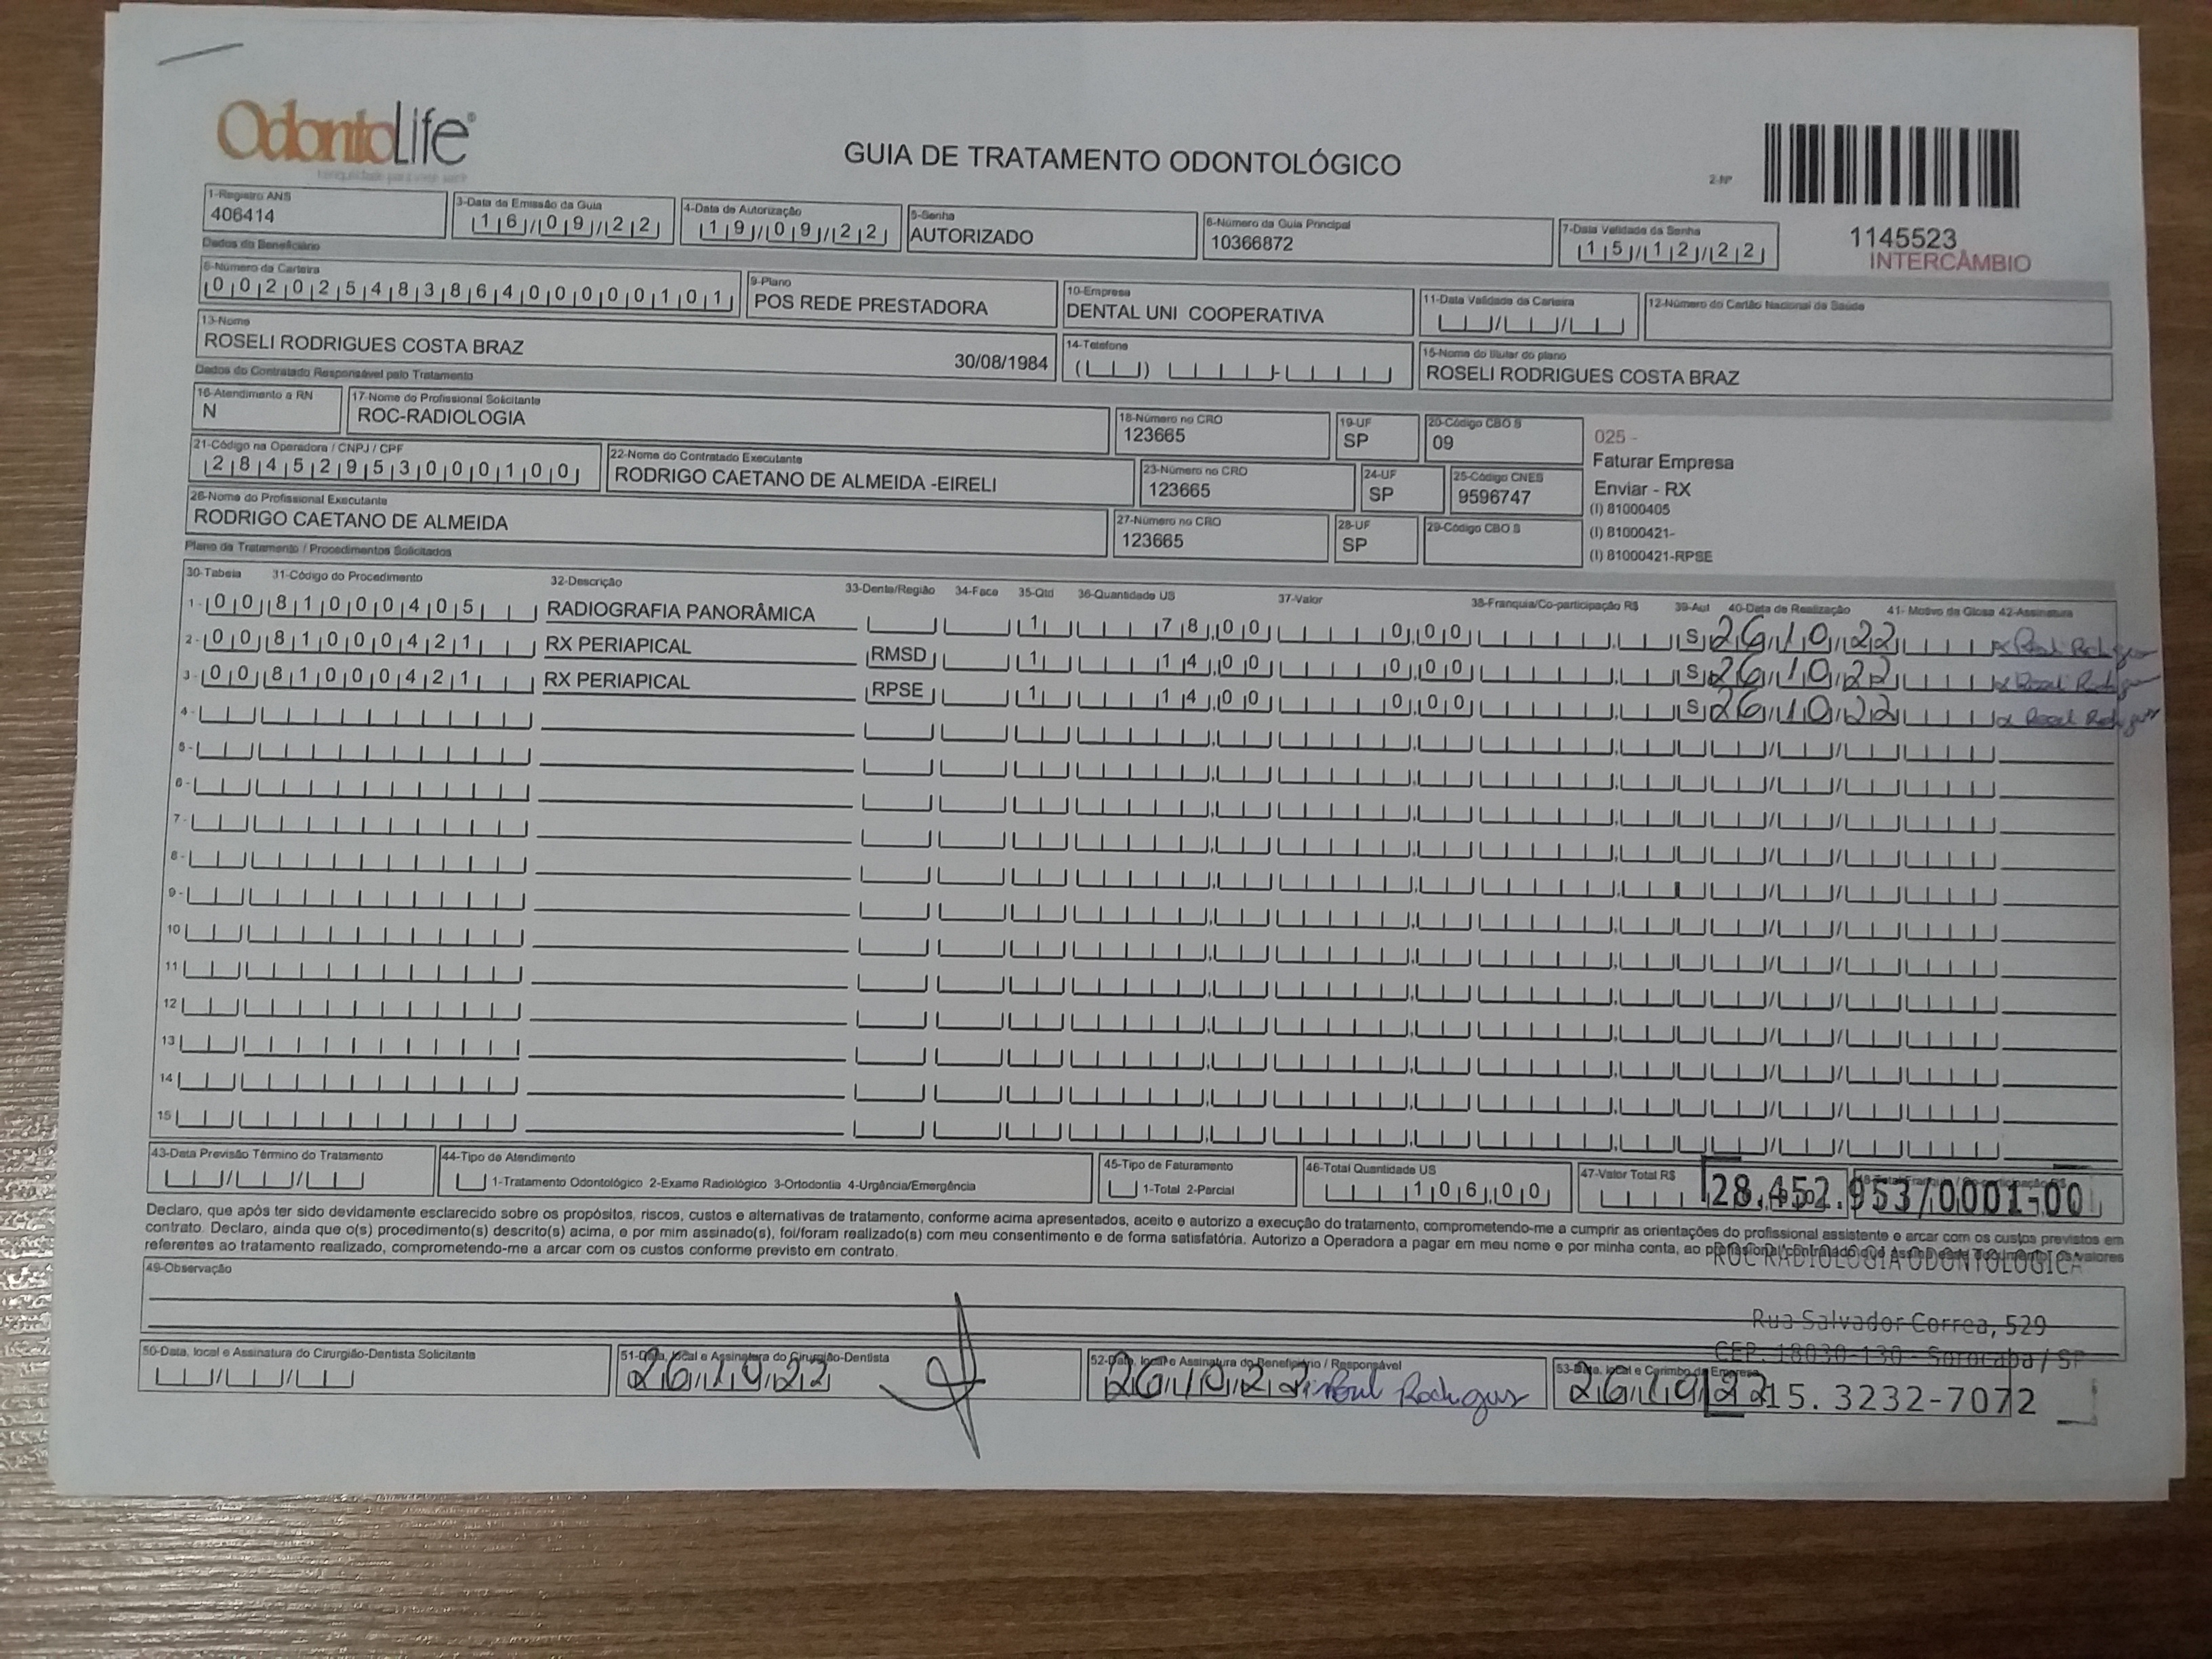 OdontoLife®
GUIA DE TRATAMENTO ODONTOLÓGICO
2-Nº
1145523
INTERCÂMBIO
1-Registro ANS
406414
3-Data da Emissão da Guia
16/09/22
4-Data de Autorização
19/09/22
5-Senha
AUTORIZADO
6-Número da Guia Principal
10366872
7-Data Validade da Senha
15/12/22
Dados do Beneficiário
8-Número da Carteira
00202548386400000101
9-Plano
POS REDE PRESTADORA
10-Empresa
DENTAL UNI COOPERATIVA
11-Data Validade da Carteira
12-Número do Cartão Nacional de Saúde
13-Nome
ROSELI RODRIGUES COSTA BRAZ 30/08/1984
14-Telefone
15-Nome do titular do plano
ROSELI RODRIGUES COSTA BRAZ
Dados do Contratado Responsável pelo Tratamento
16-Atendimento a RN
N
17-Nome do Profissional Solicitante
ROC-RADIOLOGIA
18-Número no CRO
123665
19-UF
SP
20-Código CBO S
09
025 -
Faturar Empresa
Enviar - RX
(I) 81000405
(I) 81000421-
(I) 81000421-RPSE
21-Código na Operadora / CNPJ / CPF
28452953000100
22-Nome do Contratado Executante
RODRIGO CAETANO DE ALMEIDA -EIRELI
23-Número no CRO
123665
24-UF
SP
25-Código CNES
9596747
26-Nome do Profissional Executante
RODRIGO CAETANO DE ALMEIDA
27-Número no CRO
123665
28-UF
SP
29-Código CBO S
Plano de Tratamento / Procedimentos Solicitados
30-Tabela 31-Código do Procedimento 32-Descrição 33-Dente/Região 34-Face 35-Qtd 36-Quantidade US 37-Valor 38-Franquia/Co-participação R$ 39-Aut 40-Data de Realização 41- Motivo da Glosa 42-Assinatura
1- 00 81000405 RADIOGRAFIA PANORÂMICA 1 78,00 0,00 S 26/10/22
2- 00 81000421 RX PERIAPICAL RMSD 1 14,00 0,00 S 26/10/22
3- 00 81000421 RX PERIAPICAL RPSE 1 14,00 0,00 S 26/10/22
4-
5-
6-
7-
8-
9-
10
11
12
13
14
15
43-Data Previsão Término do Tratamento
44-Tipo de Atendimento
1-Tratamento Odontológico 2-Exame Radiológico 3-Ortodontia 4-Urgência/Emergência
45-Tipo de Faturamento
1-Total 2-Parcial
46-Total Quantidade US
106,00
47-Valor Total R$
28.452.953/0001-00
Declaro, que após ter sido devidamente esclarecido sobre os propósitos, riscos, custos e alternativas de tratamento, conforme acima apresentados, aceito e autorizo a execução do tratamento, comprometendo-me a cumprir as orientações do profissional assistente e arcar com os custos previstos em
contrato. Declaro, ainda que o(s) procedimento(s) descrito(s) acima, e por mim assinado(s), foi/foram realizado(s) com meu consentimento e de forma satisfatória. Autorizo a Operadora a pagar em meu nome e por minha conta, ao profissional/contratado que assina esse documento, os valores
referentes ao tratamento realizado, comprometendo-me a arcar com os custos conforme previsto em contrato.
ROC RADIOLOGIA ODONTOLOGICA
49-Observação
Rua Salvador Correa, 529
CEP. 18030-130 - Sorocaba / SP
50-Data, local e Assinatura do Cirurgião-Dentista Solicitante
51-Data, local e Assinatura do Cirurgião-Dentista
26/10/22
52-Data, local e Assinatura do Beneficiário / Responsável
26/10/22 Rodrigues
53-Data, local e Carimbo da Empresa
26/10/22
15. 3232-7072